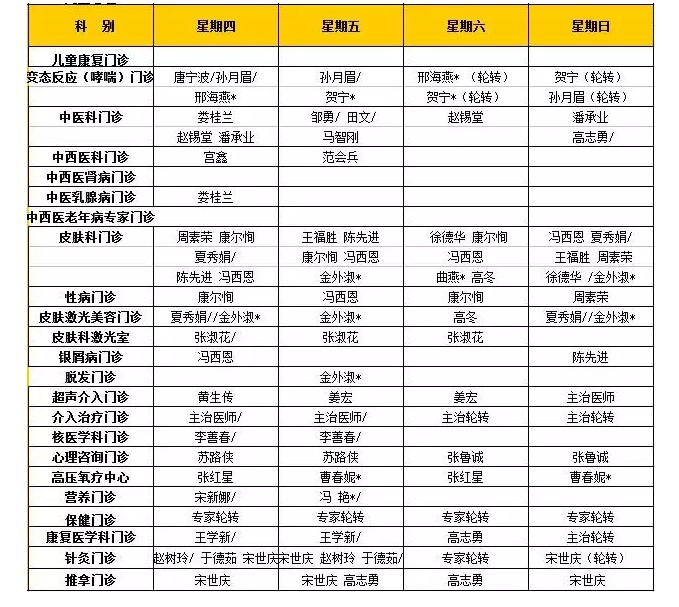 科 别 星期四 星期五 星期六 星期日
儿童康复门诊
变态反应（哮喘）门诊 唐宁波/孙月眉/ 孙月眉/ 邢海燕*（轮转） 贺宁（轮转）
邢海燕* 贺宁* 贺宁*（轮转） 孙月眉（轮转）
中医科门诊 娄桂兰 邹勇/ 田文/ 赵锡堂 潘承业
赵锡堂 潘承业 马智刚 高志勇/
中西医科门诊 宫鑫 范会兵
中西医肾病门诊
中医乳腺病门诊 娄桂兰
中西医老年病专家门诊
皮肤科门诊 周素荣 康尔恂 王福胜 陈先进 徐德华 康尔恂 冯西恩 夏秀娟/
夏秀娟/ 康尔恂 冯西恩 冯西恩 王福胜 周素荣
陈先进 冯西恩 金外淑* 曲燕* 高冬 徐德华 /金外淑*
性病门诊 康尔恂 冯西恩 康尔恂 周素荣
皮肤激光美容门诊 夏秀娟//金外淑* 金外淑* 高冬 夏秀娟//金外淑*
皮肤科激光室 张淑花/ 张淑花 张淑花
银屑病门诊 冯西恩 陈先进
脱发门诊 金外淑*
超声介入门诊 黄生传 姜宏 姜宏 主治医师
介入治疗门诊 主治医师/ 主治医师/ 主治轮转 主治轮转
核医学科门诊 李善春/ 李善春/
心理咨询门诊 苏路侠 苏路侠 张鲁诚 张鲁诚
高压氧疗中心 张红星 曹春妮* 张红星 曹春妮*
营养门诊 宋新娜/ 冯 艳*/
保健门诊 专家轮转 专家轮转 专家轮转 专家轮转
康复医学科门诊 王学新/ 王学新/ 高志勇 主治轮转
针灸门诊 赵树玲/ 于德茹 宋世庆 宋世庆 赵树玲 于德茹/ 专家轮转 宋世庆（轮转）
推拿门诊 宋世庆 宋世庆 高志勇 高志勇 宋世庆